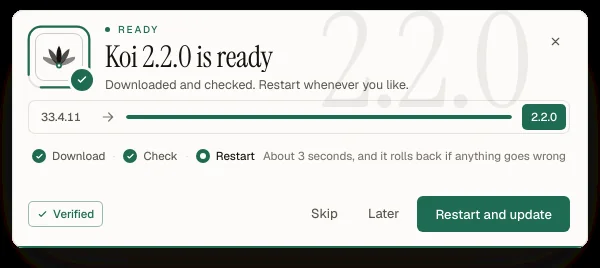 2.2.0
READY
Koi 2.2.0 is ready
Downloaded and checked. Restart whenever you like.
33.4.11 → 2.2.0
Download Check Restart About 3 seconds, and it rolls back if anything goes wrong
Verified Skip Later Restart and update